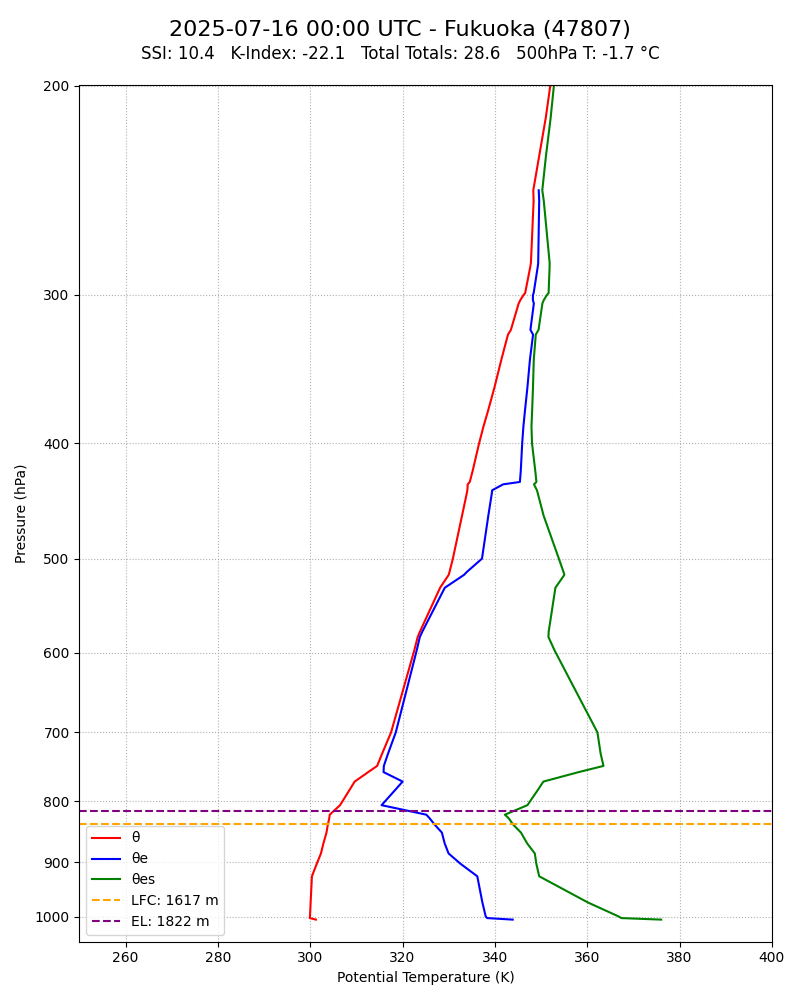 2025-07-16 00:00 UTC - Fukuoka (47807)
SSI: 10.4   K-Index: -22.1   Total Totals: 28.6   500hPa T: -1.7 °C
200
300
400
500
600
700
800
900
1000
Pressure (hPa)
θ
θe
θes
LFC: 1617 m
EL: 1822 m
260 280 300 320 340 360 380 400
Potential Temperature (K)